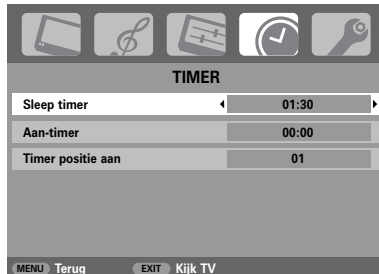 TIMER
Sleep timer 01:30
Aan-timer 00:00
Timer positie aan 01
MENU Terug EXIT Kijk TV